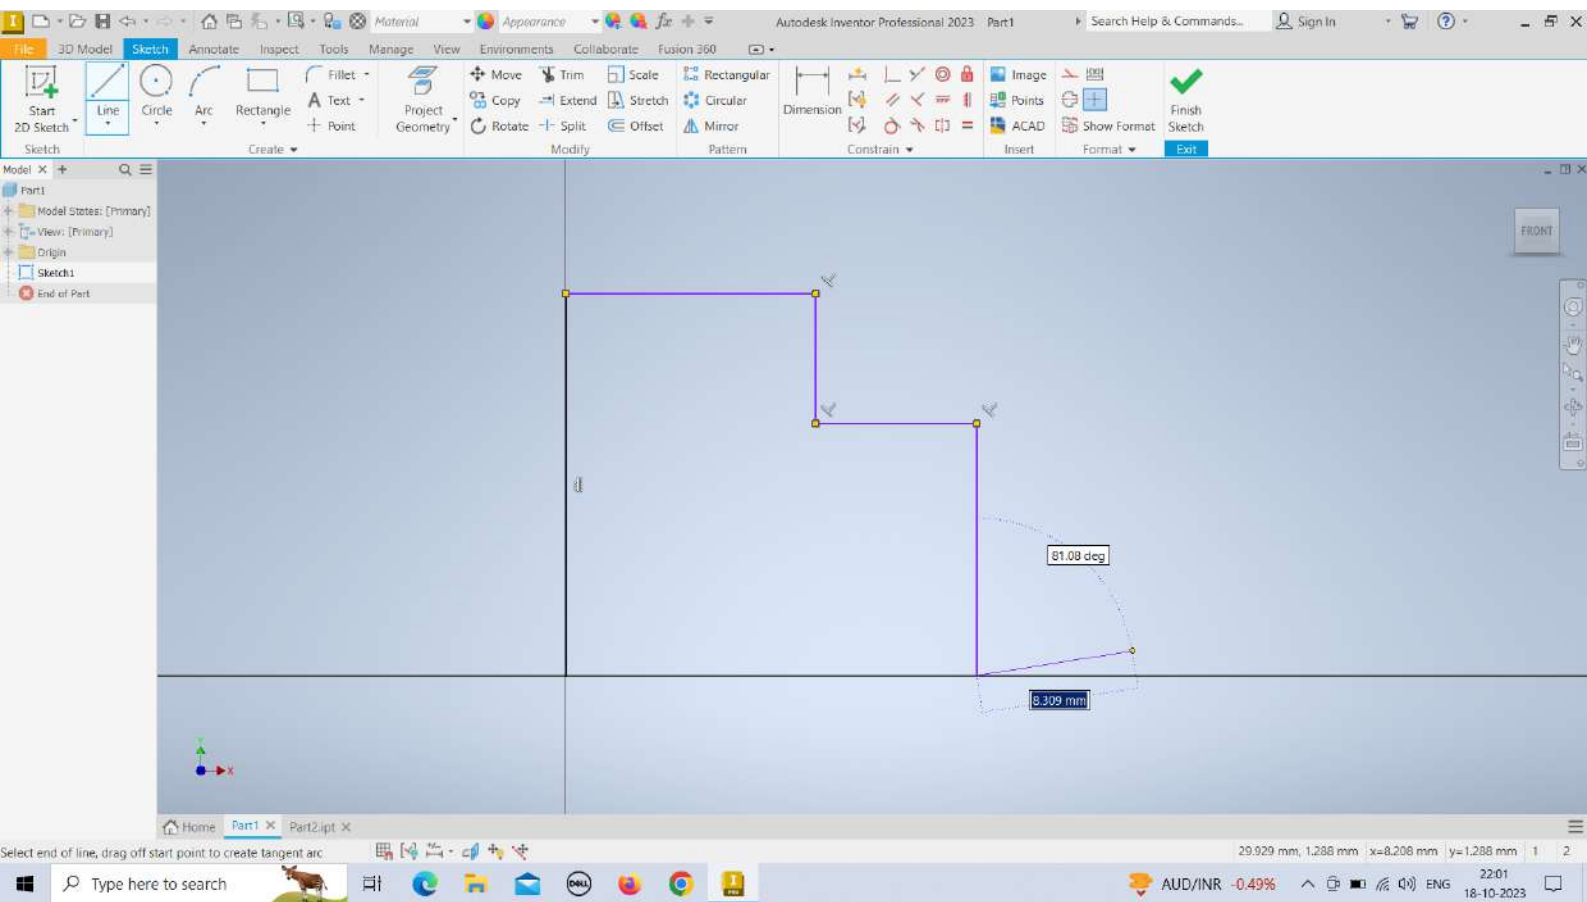 Material
Appearance
fx
Autodesk Inventor Professional 2023 Part1
Search Help & Commands...
Sign In
File 3D Model Sketch Annotate Inspect Tools Manage View Environments Collaborate Fusion 360
Start
2D Sketch
Line
Circle
Arc
Rectangle
Fillet
A Text
Point
Project
Geometry
Move
Trim
Scale
Copy
Extend
Stretch
Rotate
Split
Offset
Rectangular
Circular
Mirror
Dimension
Image
Points
ACAD
Show Format
Finish
Sketch
Sketch
Create
Modify
Pattern
Constrain
Insert
Format
Exit
Model
Part1
Model States: [Primary]
View: [Primary]
Origin
Sketch1
End of Part
FRONT
81.08 deg
8.309 mm
Y
X
Home Part1 Part2.ipt
Select end of line, drag off start point to create tangent arc
29.929 mm, 1.288 mm x=8.208 mm y=1.288 mm 1 2
Type here to search
DELL
AUD/INR -0.49%
ENG
22:01
18-10-2023